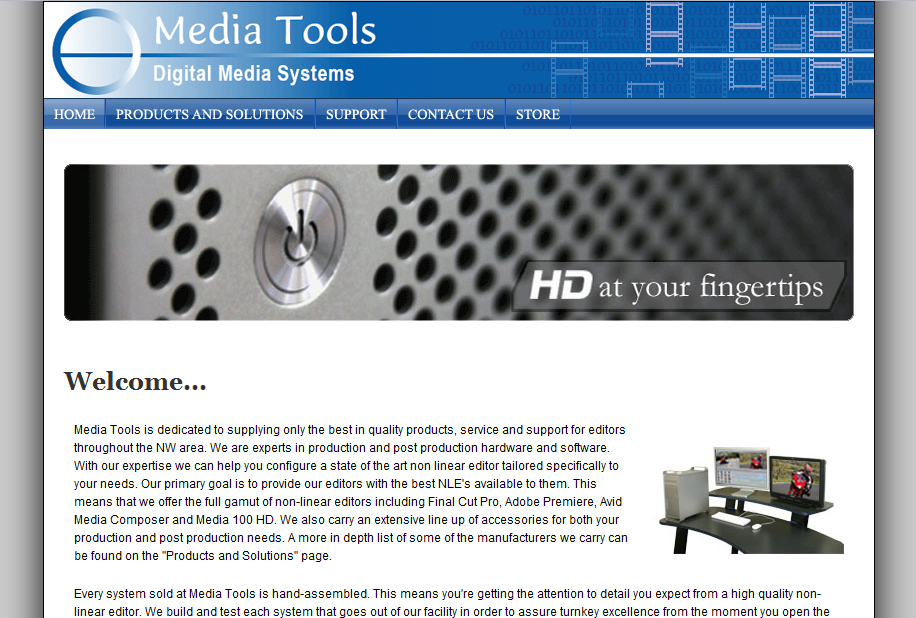 Media Tools
Digital Media Systems
HOME PRODUCTS AND SOLUTIONS SUPPORT CONTACT US STORE
HD at your fingertips
Welcome...
Media Tools is dedicated to supplying only the best in quality products, service and support for editors
throughout the NW area. We are experts in production and post production hardware and software.
With our expertise we can help you configure a state of the art non linear editor tailored specifically to
your needs. Our primary goal is to provide our editors with the best NLE's available to them. This
means that we offer the full gamut of non-linear editors including Final Cut Pro, Adobe Premiere, Avid
Media Composer and Media 100 HD. We also carry an extensive line up of accessories for both your
production and post production needs. A more in depth list of some of the manufacturers we carry can
be found on the "Products and Solutions" page.
Every system sold at Media Tools is hand-assembled. This means you're getting the attention to detail you expect from a high quality non-
linear editor. We build and test each system that goes out of our facility in order to assure turnkey excellence from the moment you open the